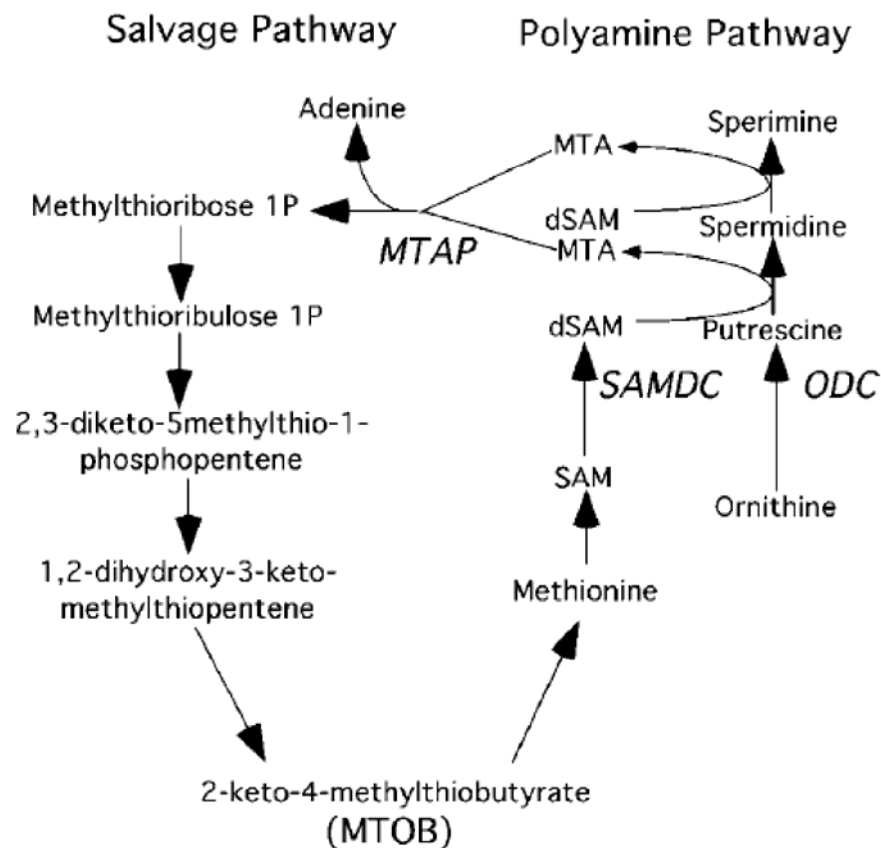 Salvage Pathway
Polyamine Pathway
Adenine
MTA
Sperimine
Methylthioribose 1P
MTAP
dSAM
MTA
Spermidine
Methylthioribulose 1P
dSAM
Putrescine
SAMDC
ODC
2,3-diketo-5methylthio-1-
phosphopentene
SAM
Ornithine
1,2-dihydroxy-3-keto-
methylthiopentene
Methionine
2-keto-4-methylthiobutyrate
(MTOB)